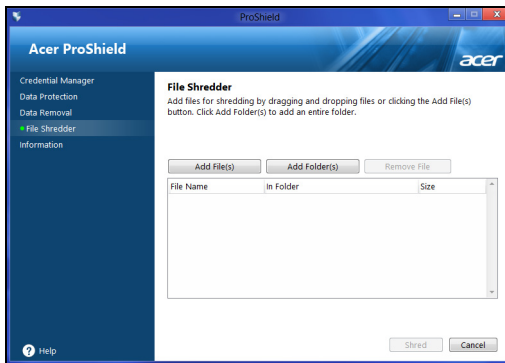 ProShield
Acer ProShield
acer
Credential Manager
Data Protection
Data Removal
File Shredder
Information
File Shredder
Add files for shredding by dragging and dropping files or clicking the Add File(s)
button. Click Add Folder(s) to add an entire folder.
Add File(s) Add Folder(s) Remove File
File Name In Folder Size
? Help
Shred Cancel